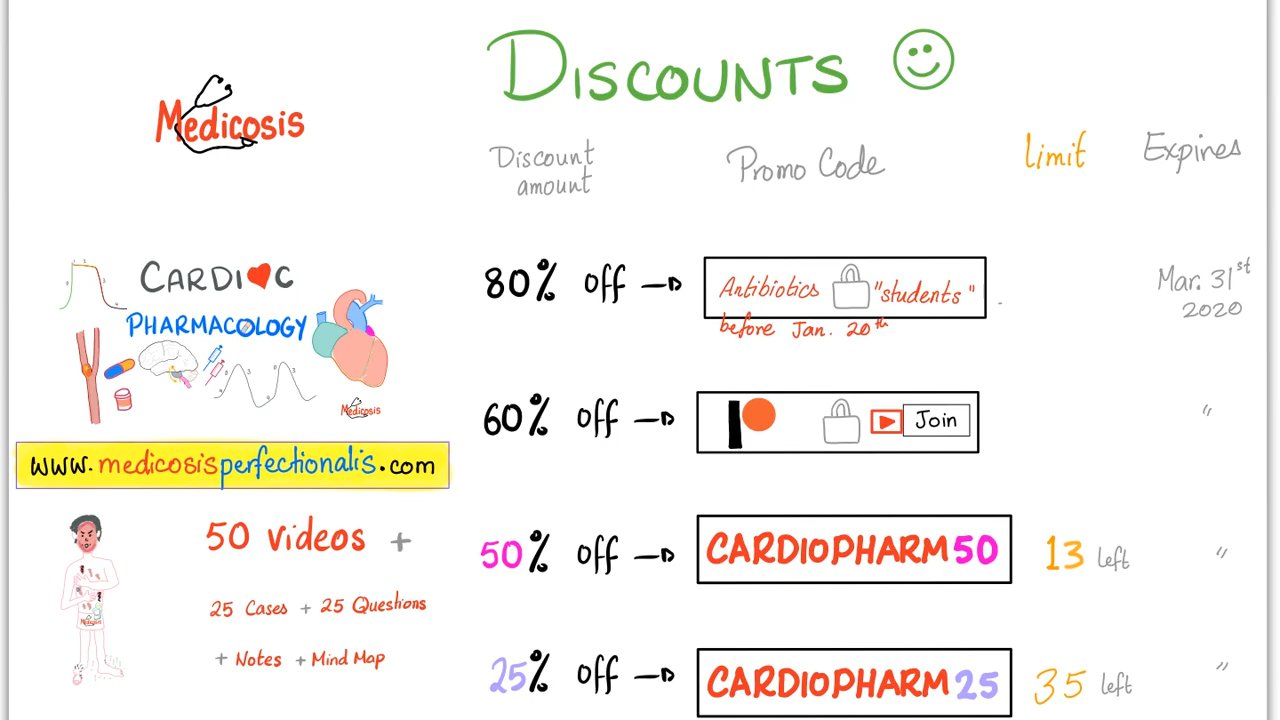 DISCOUNTS
Medicosis
Discount amount
Promo Code
Limit
Expires
CARDIAC
PHARMACOLOGY
Medicosis
www.medicosisperfectionalis.com
50 videos +
25 Cases + 25 Questions
+ Notes + Mind Map
Medicosis
80% off → Antibiotics "students" Mar. 31st 2020
before Jan. 20th
60% off → Join "
50% off → CARDIOPHARM50 13 left "
25% off → CARDIOPHARM25 35 left "